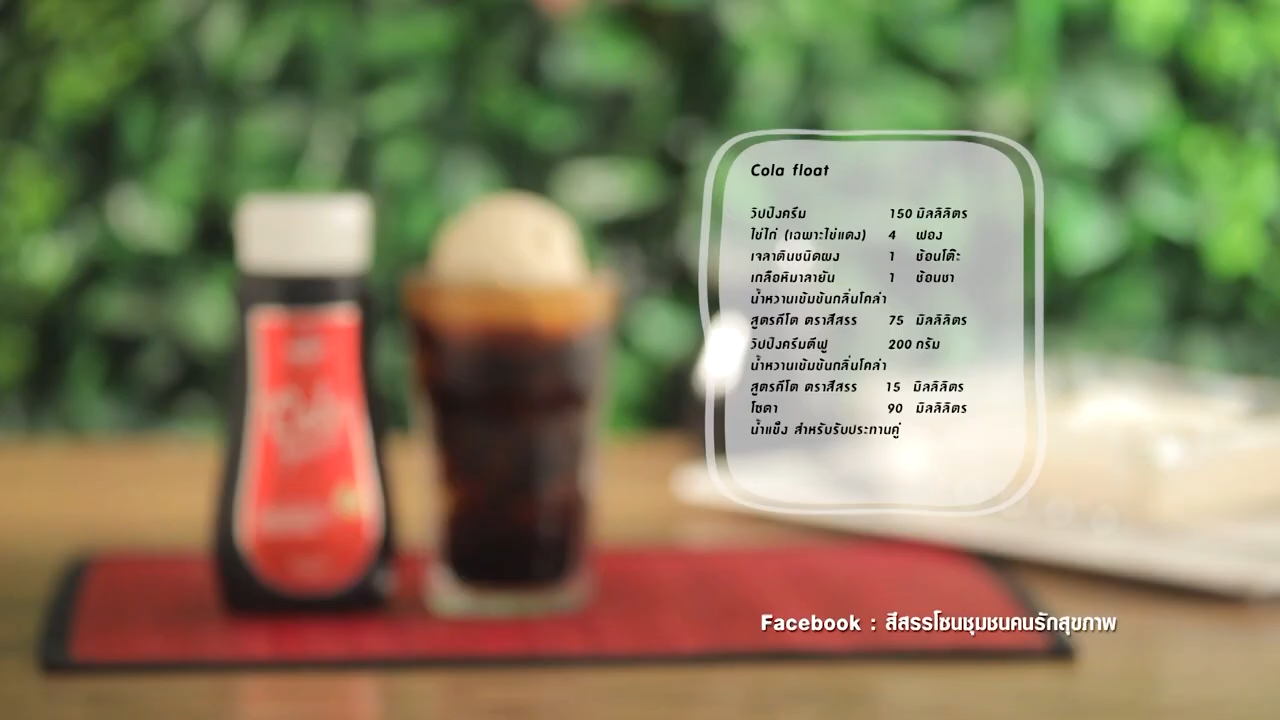 Cola float
วิปปิงครีม 150 มิลลิลิตร
ไข่ไก่ (เฉพาะไข่แดง) 4 ฟอง
เจลาตินชนิดผง 1 ช้อนโต๊ะ
เกลือหิมาลายัน 1 ช้อนชา
น้ำหวานเข้มข้นกลิ่นโคล่า
สูตรคีโต ตราสีสรร 75 มิลลิลิตร
วิปปิงครีมตีฟู 200 กรัม
น้ำหวานเข้มข้นกลิ่นโคล่า
สูตรคีโต ตราสีสรร 15 มิลลิลิตร
โซดา 90 มิลลิลิตร
น้ำแข็ง สำหรับรับประทานคู่
Facebook : สีสรรโซนชุมชนคนรักสุขภาพ